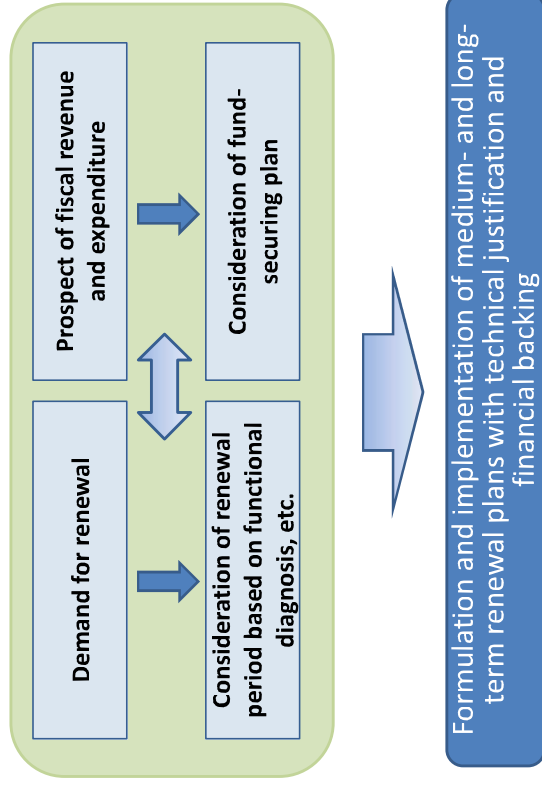 Demand for renewal
Prospect of fiscal revenue
and expenditure
Consideration of renewal
period based on functional
diagnosis, etc.
Consideration of fund-
securing plan
Formulation and implementation of medium- and long-
term renewal plans with technical justification and
financial backing